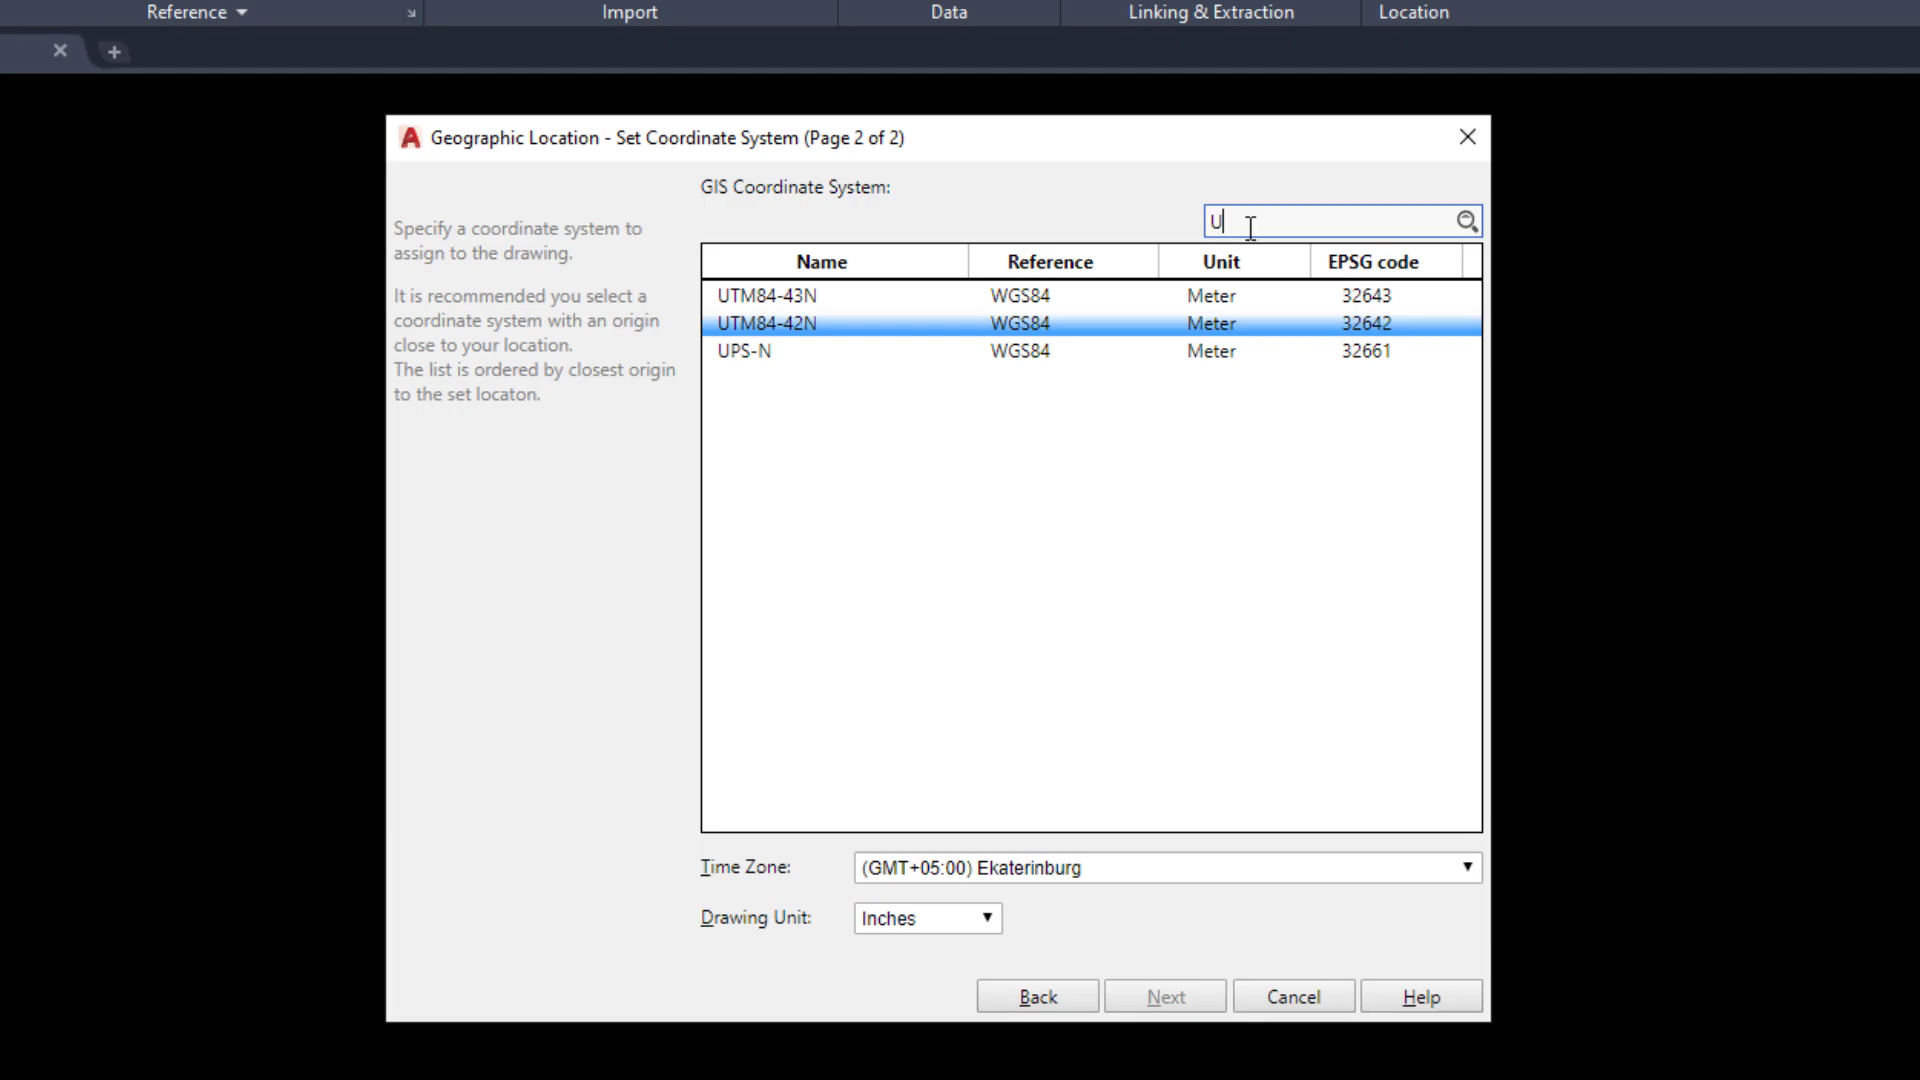 Reference Import Data Linking & Extraction Location
Geographic Location - Set Coordinate System (Page 2 of 2)
GIS Coordinate System:
U
Specify a coordinate system to
assign to the drawing.
It is recommended you select a
coordinate system with an origin
close to your location.
The list is ordered by closest origin
to the set locaton.
Name Reference Unit EPSG code
UTM84-43N WGS84 Meter 32643
UTM84-42N WGS84 Meter 32642
UPS-N WGS84 Meter 32661
Time Zone: (GMT+05:00) Ekaterinburg
Drawing Unit: Inches
Back Next Cancel Help